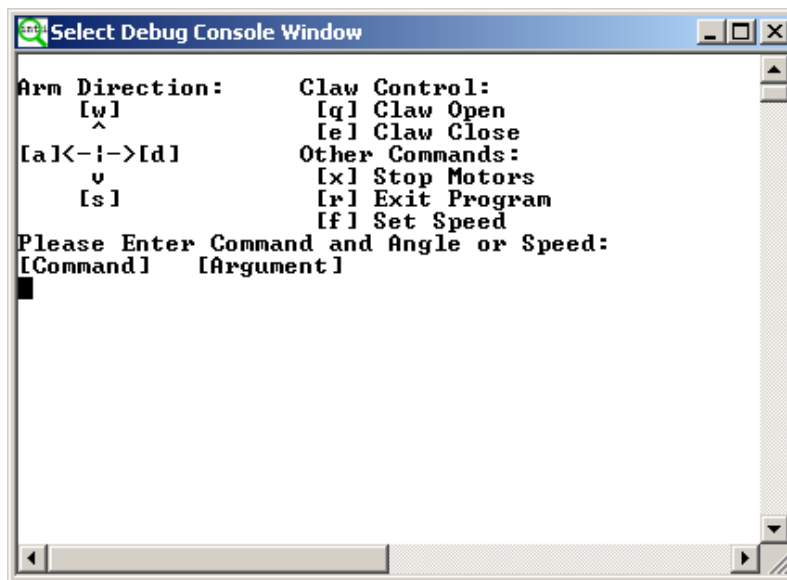 Select Debug Console Window
Arm Direction:     Claw Control:
    [w]             [q] Claw Open
     ^              [e] Claw Close
[a]<-¦->[d]        Other Commands:
     v              [x] Stop Motors
    [s]             [r] Exit Program
                    [f] Set Speed
Please Enter Command and Angle or Speed:
[Command]   [Argument]